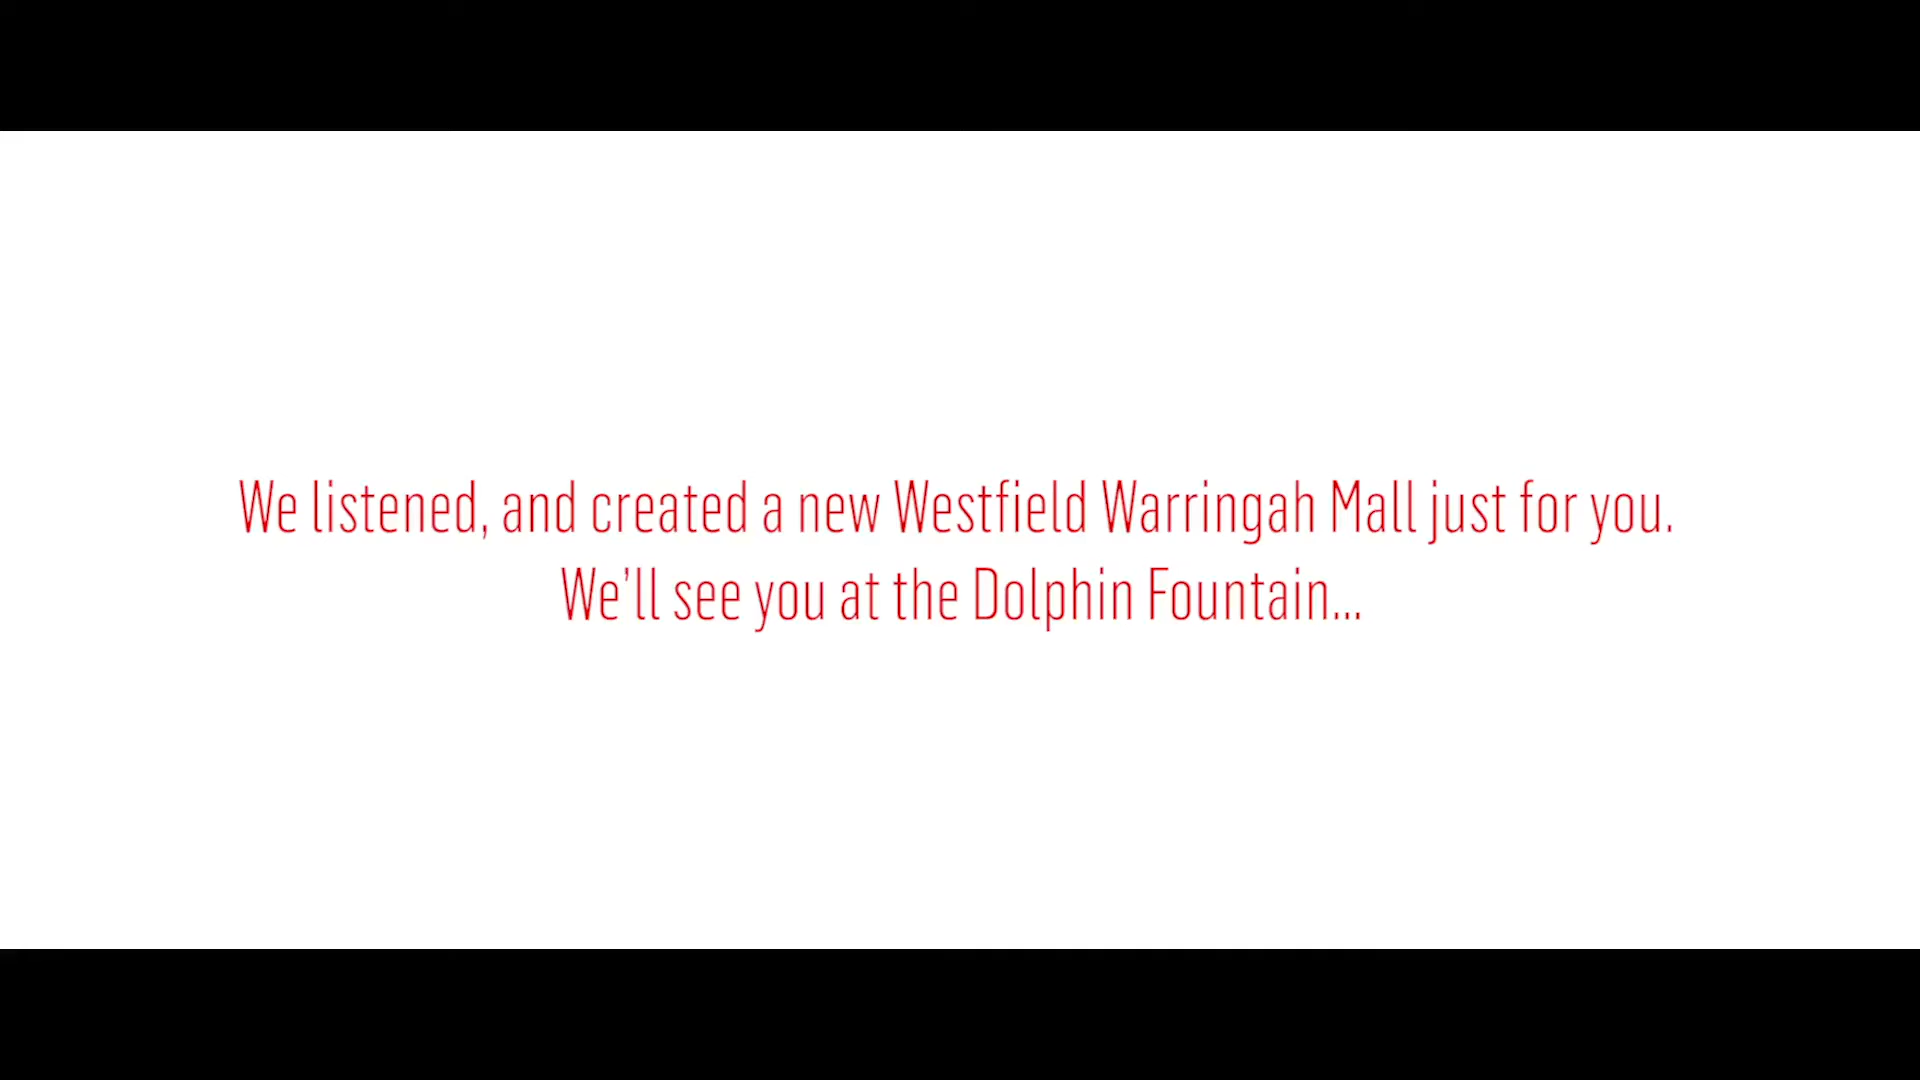 We listened, and created a new Westfield Warringah Mall just for you.
We’ll see you at the Dolphin Fountain...